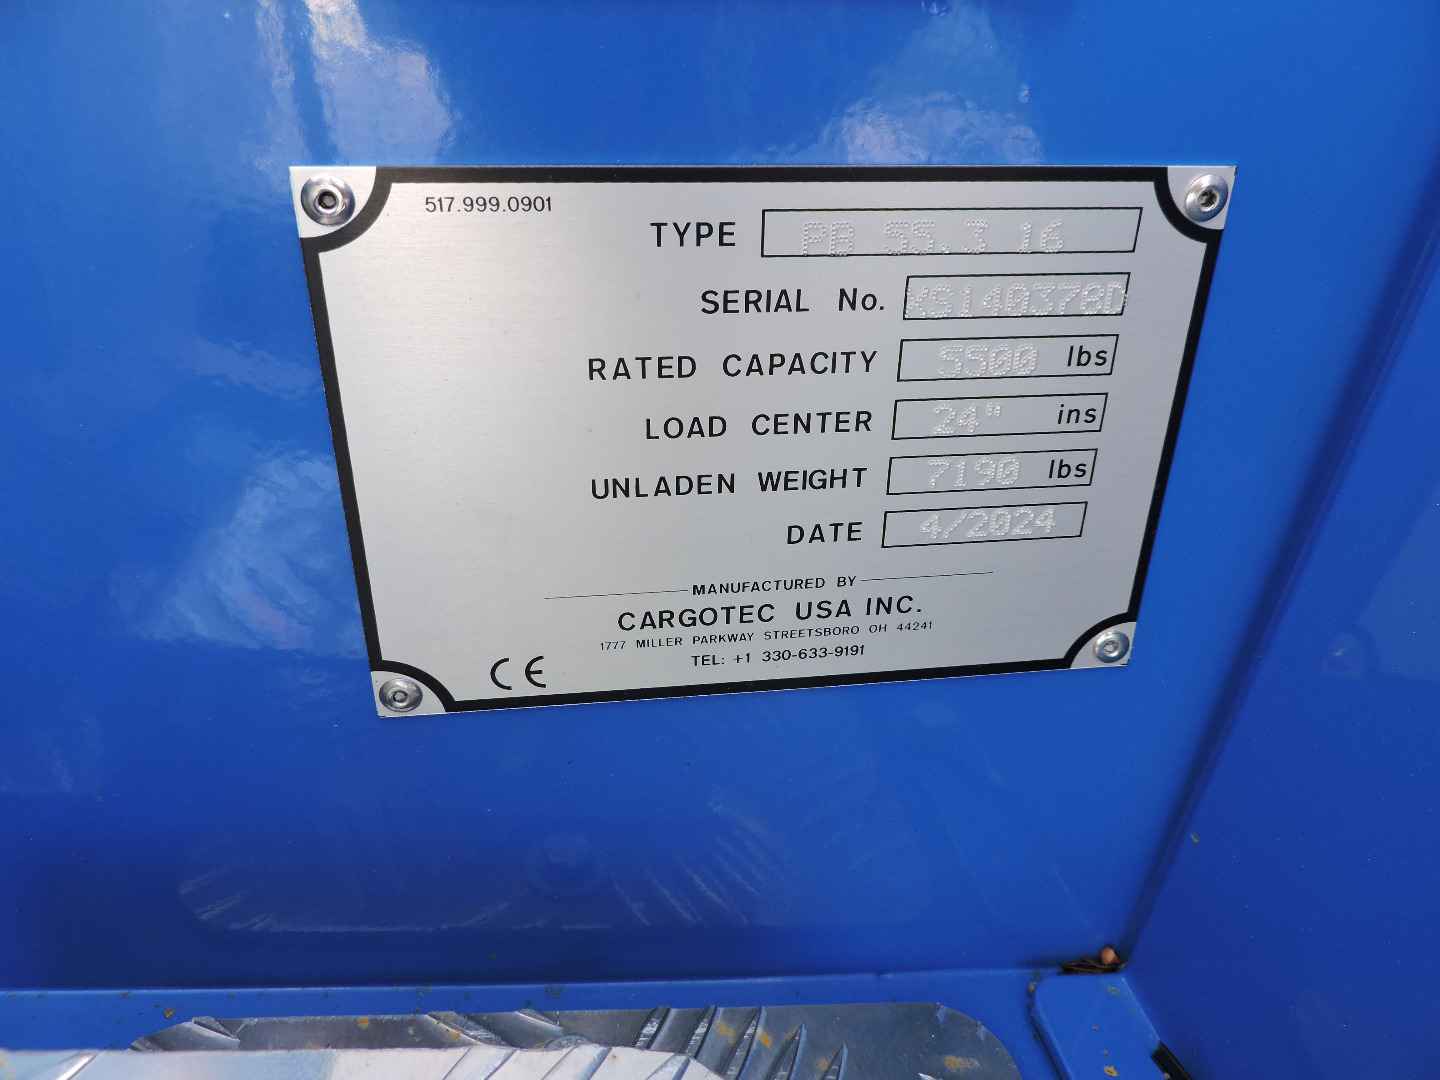 517.999.0901
TYPE PB 55.3 16
SERIAL No. KS140378D
RATED CAPACITY 5500 lbs
LOAD CENTER 24" ins
UNLADEN WEIGHT 7190 lbs
DATE 4/2024
MANUFACTURED BY
CARGOTEC USA INC.
1777 MILLER PARKWAY STREETSBORO OH 44241
TEL: +1 330-633-9191
CE